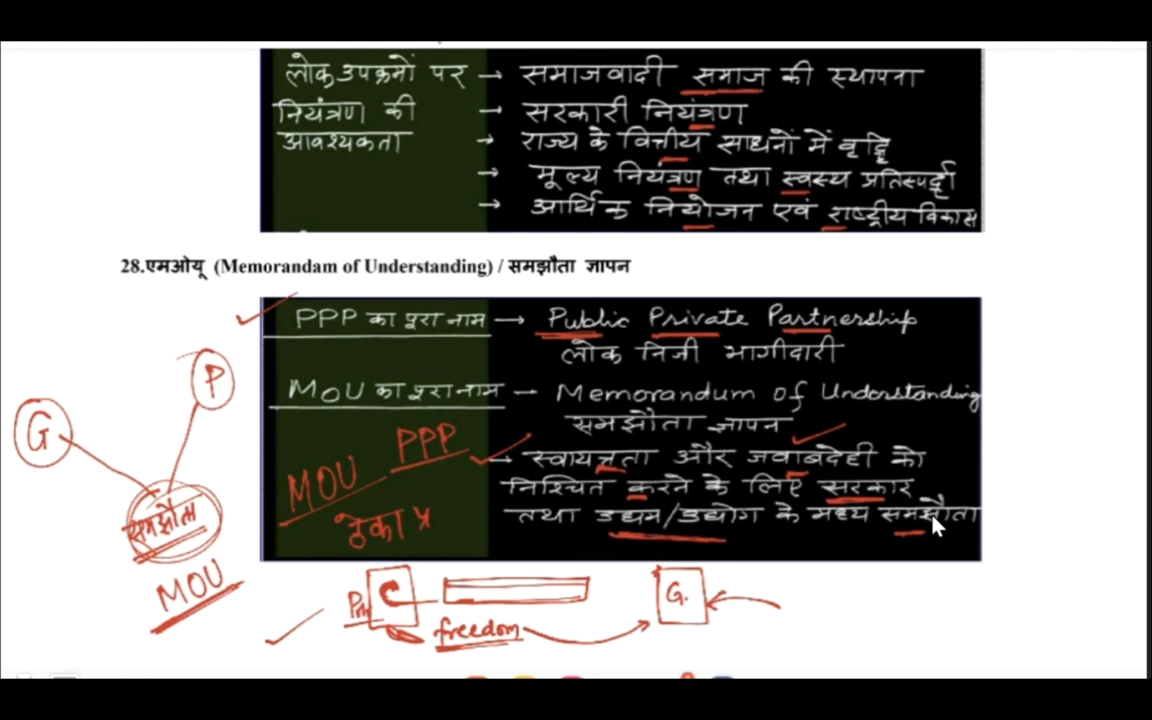 लोक उपक्रमों पर → समाजवादी समाज की स्थापना
नियंत्रण की → सरकारी नियंत्रण
आवश्यकता → राज्य के वित्तीय साधनों में वृद्धि
→ मूल्य नियंत्रण तथा स्वस्थ प्रतिस्पर्द्धा
→ आर्थिक नियोजन एवं राष्ट्रीय विकास
28.एमओयू (Memorandam of Understanding) / समझौता ज्ञापन
PPP का पूरा नाम → Public Private Partnership
लोक निजी भागीदारी
MOU का पूरा नाम → Memorandum of Understanding
समझौता ज्ञापन
→ स्वायत्तता और जवाबदेही को
निश्चित करने के लिए सरकार
तथा उद्यम/उद्योग के मध्य समझौता
P
G
समझौता
MOU
MOU PPP
ठेका प्र
C
G.
freedom